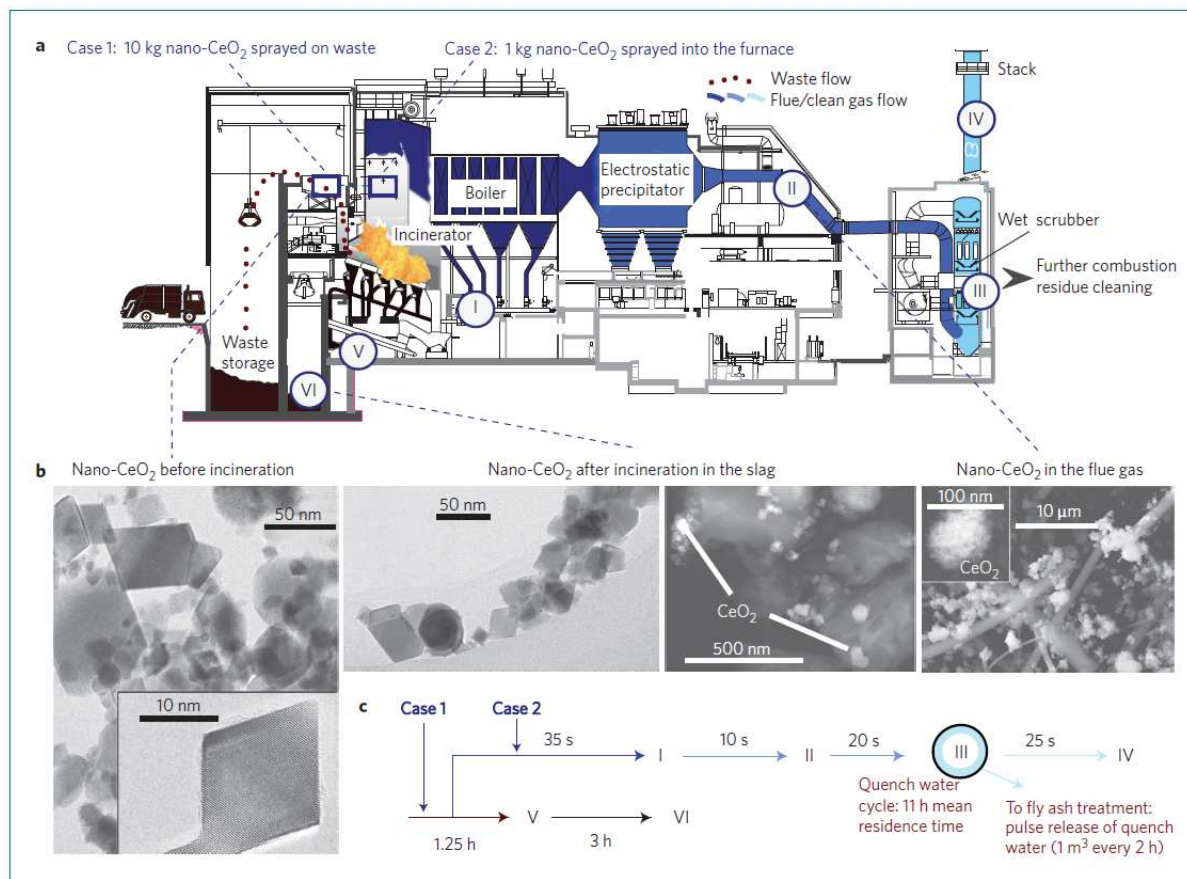 a
Case 1: 10 kg nano-CeO2 sprayed on waste
Case 2: 1 kg nano-CeO2 sprayed into the furnace
Waste flow
Flue/clean gas flow
Stack
IV
Electrostatic
precipitator
Boiler
II
Incinerator
Wet scrubber
III
Further combustion
residue cleaning
I
V
Waste
storage
VI
b
Nano-CeO2 before incineration
Nano-CeO2 after incineration in the slag
Nano-CeO2 in the flue gas
50 nm
10 nm
50 nm
CeO2
500 nm
100 nm
CeO2
10 µm
c
Case 1
Case 2
35 s
I
10 s
II
20 s
III
25 s
IV
Quench water
cycle: 11 h mean
residence time
To fly ash treatment:
pulse release of quench
water (1 m3 every 2 h)
1.25 h
V
3 h
VI